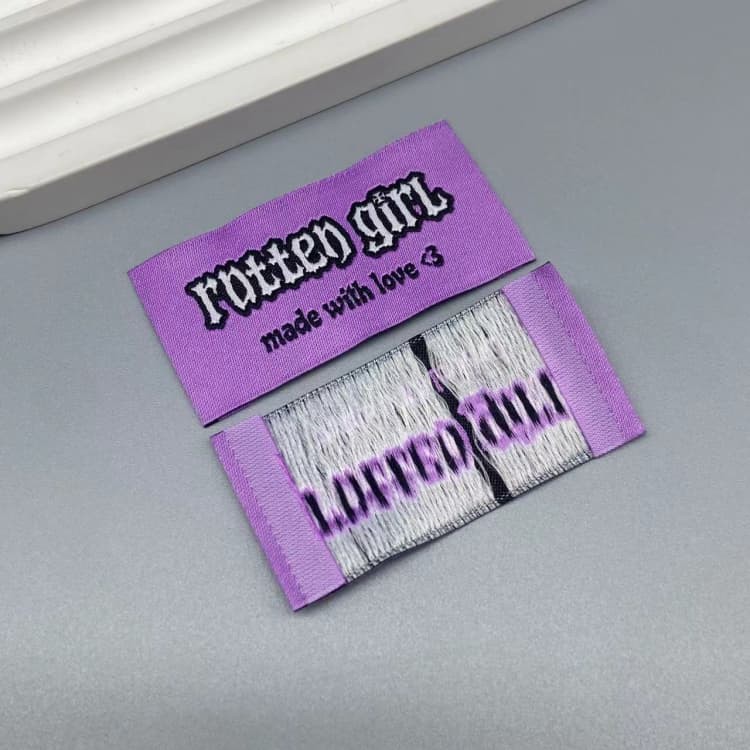 rotten girl
made with love <3